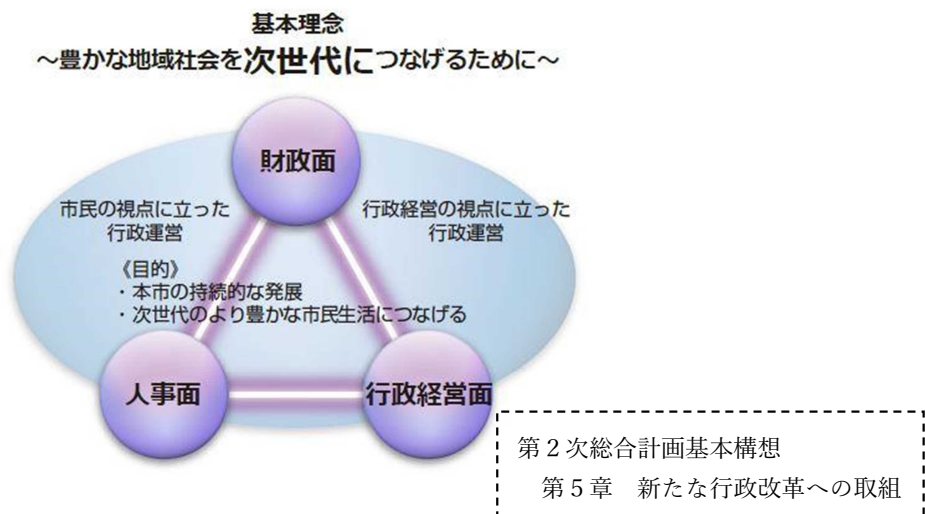 基本理念
～豊かな地域社会を次世代につなげるために～
財政面
市民の視点に立った
行政運営
行政経営の視点に立った
行政運営
《目的》
・本市の持続的な発展
・次世代のより豊かな市民生活につなげる
人事面
行政経営面
第２次総合計画基本構想
第５章　新たな行政改革への取組